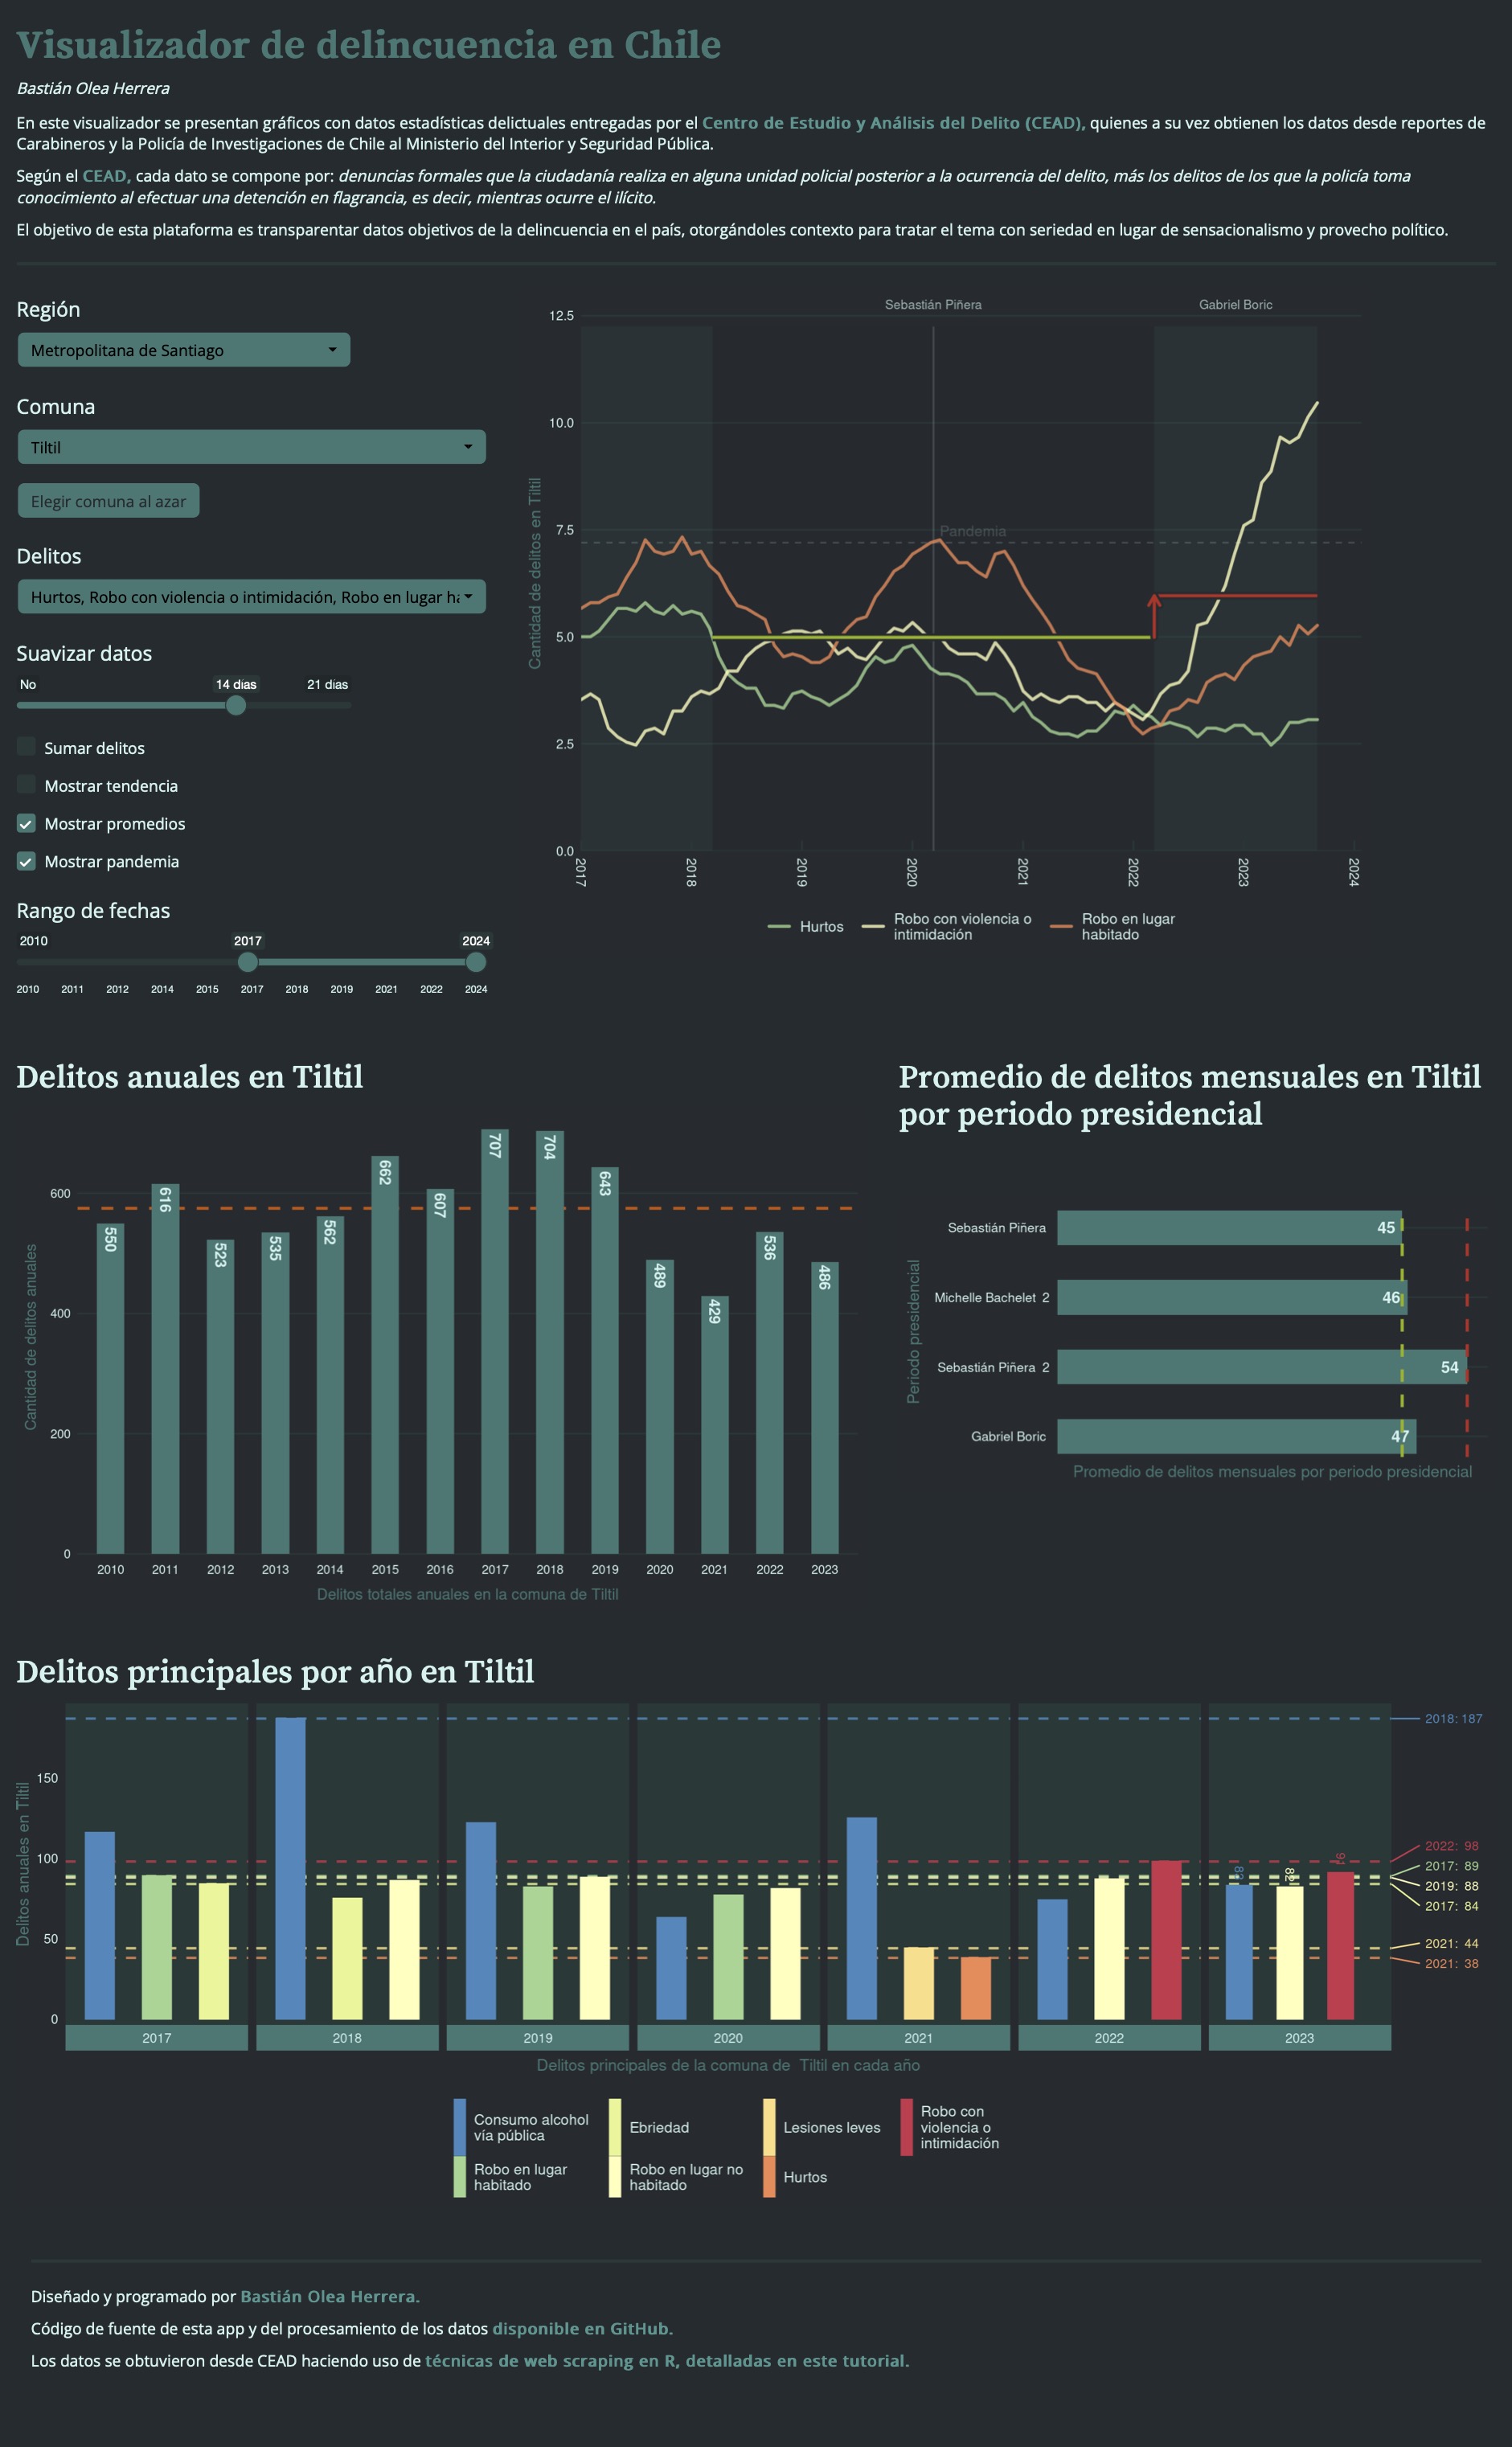 Visualizador de delincuencia en Chile
Bastián Olea Herrera
En este visualizador se presentan gráficos con datos estadísticas delictuales entregadas por el Centro de Estudio y Análisis del Delito (CEAD), quienes a su vez obtienen los datos desde reportes de
Carabineros y la Policía de Investigaciones de Chile al Ministerio del Interior y Seguridad Pública.
Según el CEAD, cada dato se compone por: denuncias formales que la ciudadanía realiza en alguna unidad policial posterior a la ocurrencia del delito, más los delitos de los que la policía toma
conocimiento al efectuar una detención en flagrancia, es decir, mientras ocurre el ilícito.
El objetivo de esta plataforma es transparentar datos objetivos de la delincuencia en el país, otorgándoles contexto para tratar el tema con seriedad en lugar de sensacionalismo y provecho político.
Región
Metropolitana de Santiago
Comuna
Tiltil
Elegir comuna al azar
Delitos
Hurtos, Robo con violencia o intimidación, Robo en lugar ha
Suavizar datos
No 14 dias 21 dias
Sumar delitos
Mostrar tendencia
Mostrar promedios
Mostrar pandemia
Rango de fechas
2010 2017 2024
2010 2011 2012 2014 2015 2017 2018 2019 2021 2022 2024
Sebastián Piñera Gabriel Boric
Cantidad de delitos en Tiltil
12.5
10.0
7.5
5.0
2.5
0.0
Pandemia
2017 2018 2019 2020 2021 2022 2023 2024
Hurtos
Robo con violencia o
intimidación
Robo en lugar
habitado
Delitos anuales en Tiltil
Cantidad de delitos anuales
600
400
200
0
550 616 523 535 562 662 607 707 704 643 489 429 536 486
2010 2011 2012 2013 2014 2015 2016 2017 2018 2019 2020 2021 2022 2023
Delitos totales anuales en la comuna de Tiltil
Promedio de delitos mensuales en Tiltil
por periodo presidencial
Periodo presidencial
Sebastián Piñera 45
Michelle Bachelet 2 46
Sebastián Piñera 2 54
Gabriel Boric 47
Promedio de delitos mensuales por periodo presidencial
Delitos principales por año en Tiltil
Delitos anuales en Tiltil
150
100
50
0
82 91
2018: 187
2022: 98
2017: 89
2019: 88
2017: 84
2021: 44
2021: 38
2017 2018 2019 2020 2021 2022 2023
Delitos principales de la comuna de Tiltil en cada año
Consumo alcohol
vía pública
Robo en lugar
habitado
Ebriedad
Robo en lugar no
habitado
Lesiones leves
Hurtos
Robo con
violencia o
intimidación
Diseñado y programado por Bastián Olea Herrera.
Código de fuente de esta app y del procesamiento de los datos disponible en GitHub.
Los datos se obtuvieron desde CEAD haciendo uso de técnicas de web scraping en R, detalladas en este tutorial.